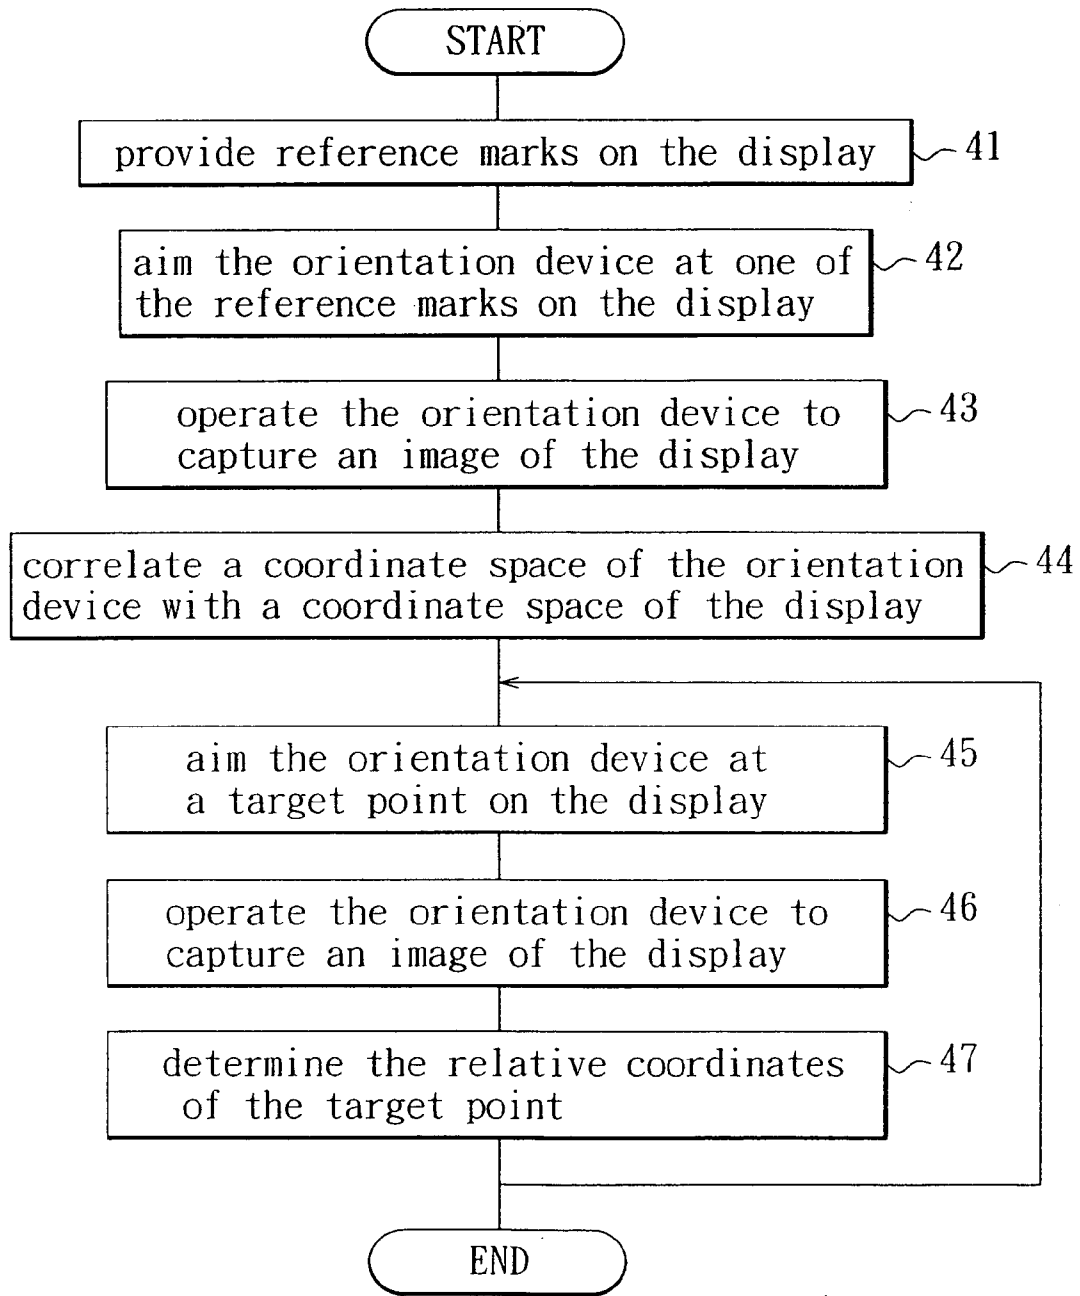 START
provide reference marks on the display
41
aim the orientation device at one of
the reference marks on the display
42
operate the orientation device to
capture an image of the display
43
correlate a coordinate space of the orientation
device with a coordinate space of the display
44
aim the orientation device at
a target point on the display
45
operate the orientation device to
capture an image of the display
46
determine the relative coordinates
of the target point
47
END